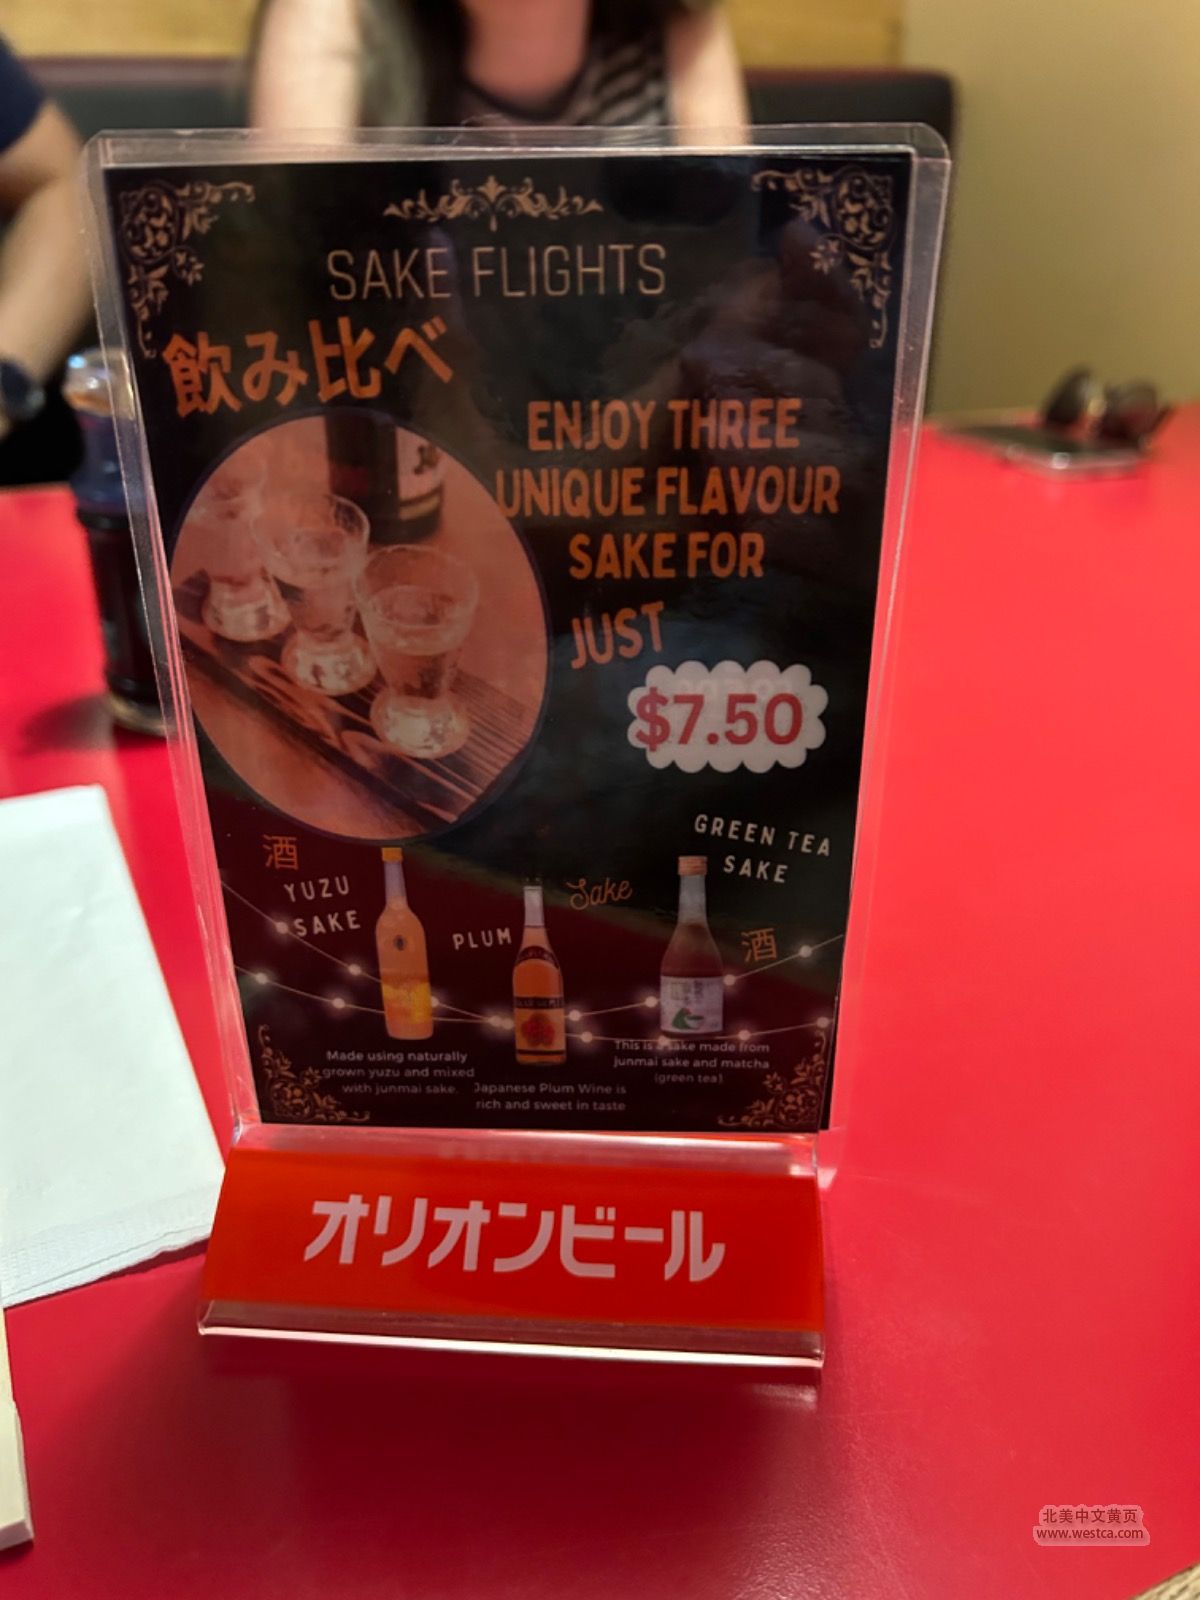 SAKE FLIGHTS
飲み比べ
ENJOY THREE
UNIQUE FLAVOUR
SAKE FOR
JUST
$7.50
酒
YUZU
SAKE
PLUM
Sake
GREEN TEA
SAKE
酒
Made using naturally
grown yuzu and mixed
with junmai sake.
Japanese Plum Wine is
rich and sweet in taste
This is a sake made from
junmai sake and matcha
(green tea).
オリオンビール
北美中文黄页
www.westca.com